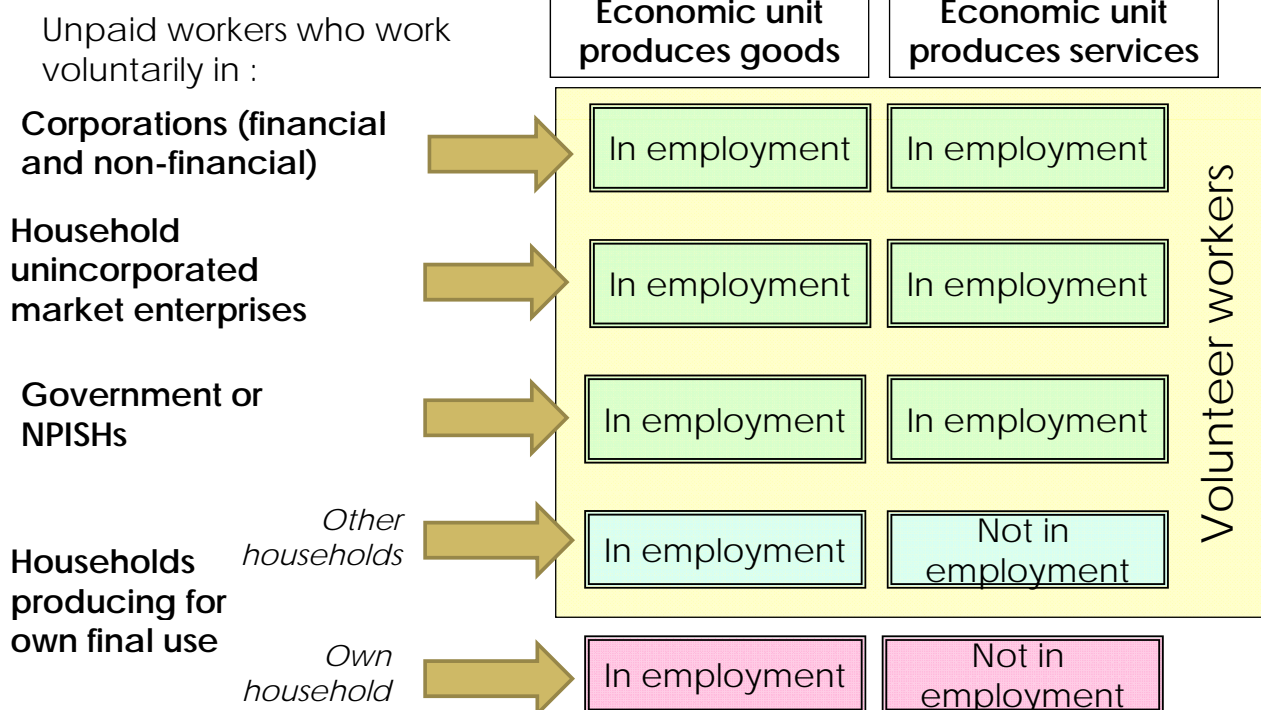 Unpaid workers who work
voluntarily in :
Economic unit
produces goods
Economic unit
produces services
Corporations (financial
and non-financial)
In employment
In employment
Household
unincorporated
market enterprises
In employment
In employment
Government or
NPISHs
In employment
In employment
Households
producing for
own final use
Other
households
In employment
Not in
employment
Own
household
In employment
Not in
employment
Volunteer workers